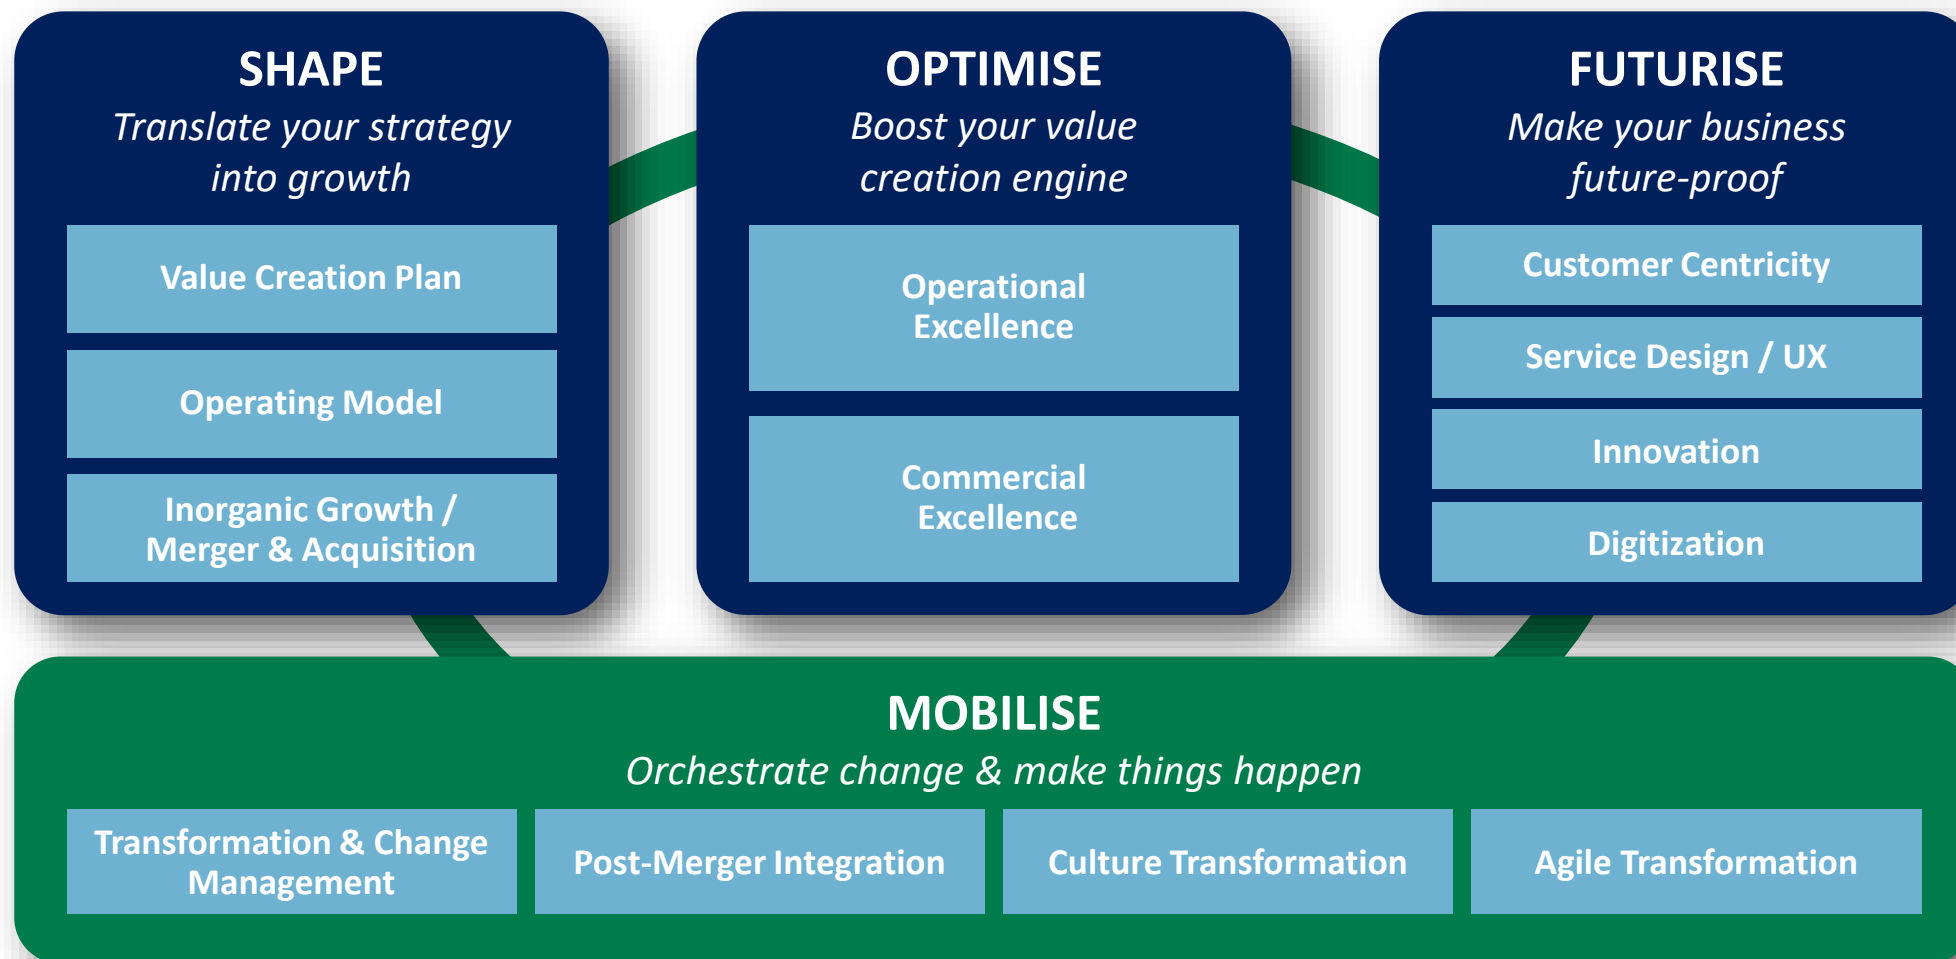 SHAPE
Translate your strategy
into growth
Value Creation Plan
Operating Model
Inorganic Growth /
Merger & Acquisition
OPTIMISE
Boost your value
creation engine
Operational
Excellence
Commercial
Excellence
FUTURISE
Make your business
future-proof
Customer Centricity
Service Design / UX
Innovation
Digitization
MOBILISE
Orchestrate change & make things happen
Transformation & Change
Management
Post-Merger Integration
Culture Transformation
Agile Transformation